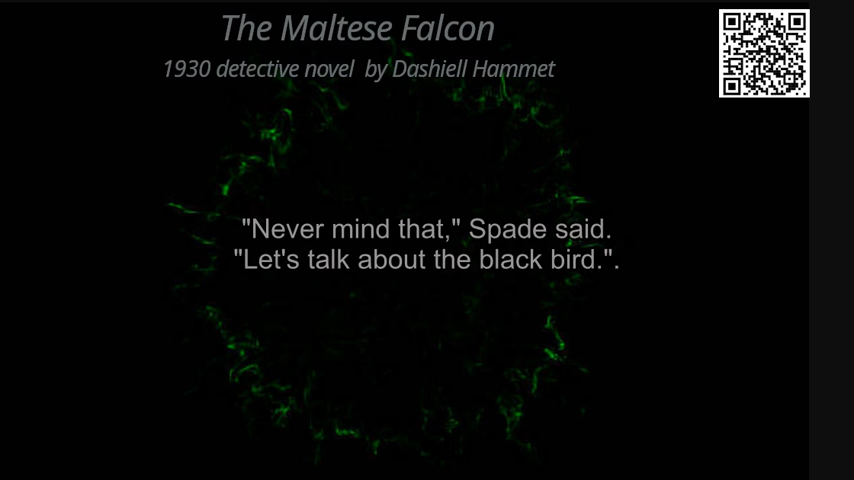 The Maltese Falcon
1930 detective novel by Dashiell Hammet
"Never mind that," Spade said.
"Let's talk about the black bird.".